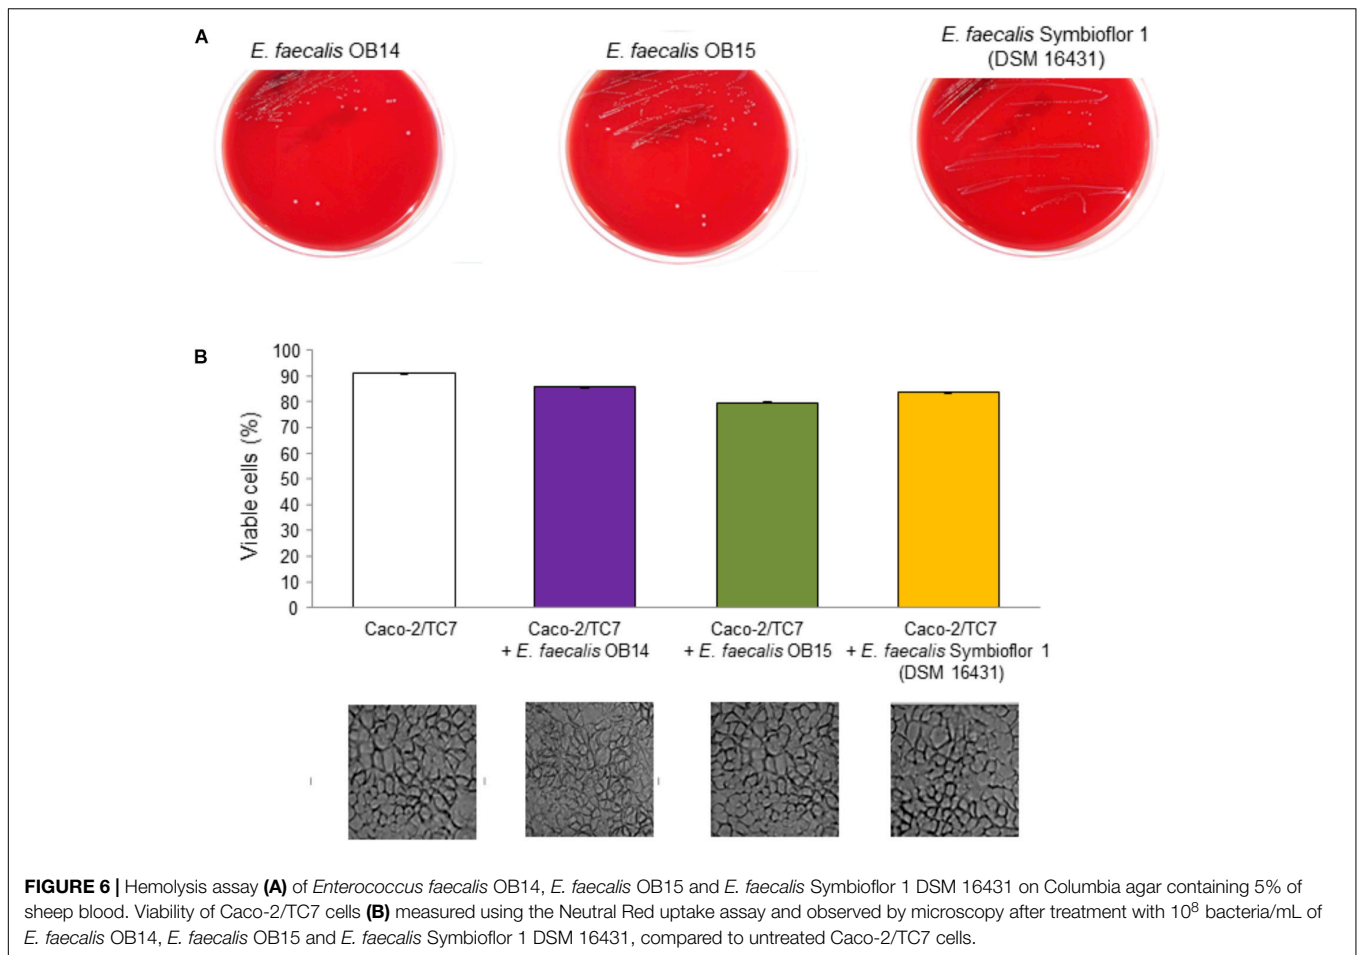 A
E. faecalis OB14
E. faecalis OB15
E. faecalis Symbioflor 1
(DSM 16431)
B
100
90
80
70
60
50
40
30
20
10
0
Viable cells (%)
Caco-2/TC7
Caco-2/TC7
+ E. faecalis OB14
Caco-2/TC7
+ E. faecalis OB15
Caco-2/TC7
+ E. faecalis Symbioflor 1
(DSM 16431)
FIGURE 6 | Hemolysis assay (A) of Enterococcus faecalis OB14, E. faecalis OB15 and E. faecalis Symbioflor 1 DSM 16431 on Columbia agar containing 5% of
sheep blood. Viability of Caco-2/TC7 cells (B) measured using the Neutral Red uptake assay and observed by microscopy after treatment with 10⁸ bacteria/mL of
E. faecalis OB14, E. faecalis OB15 and E. faecalis Symbioflor 1 DSM 16431, compared to untreated Caco-2/TC7 cells.